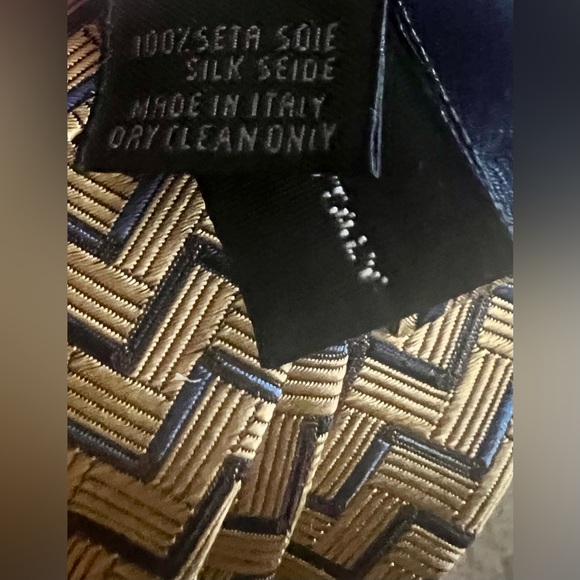 100% SETA SOIE
SILK SEIDE
MADE IN ITALY
DRY CLEAN ONLY